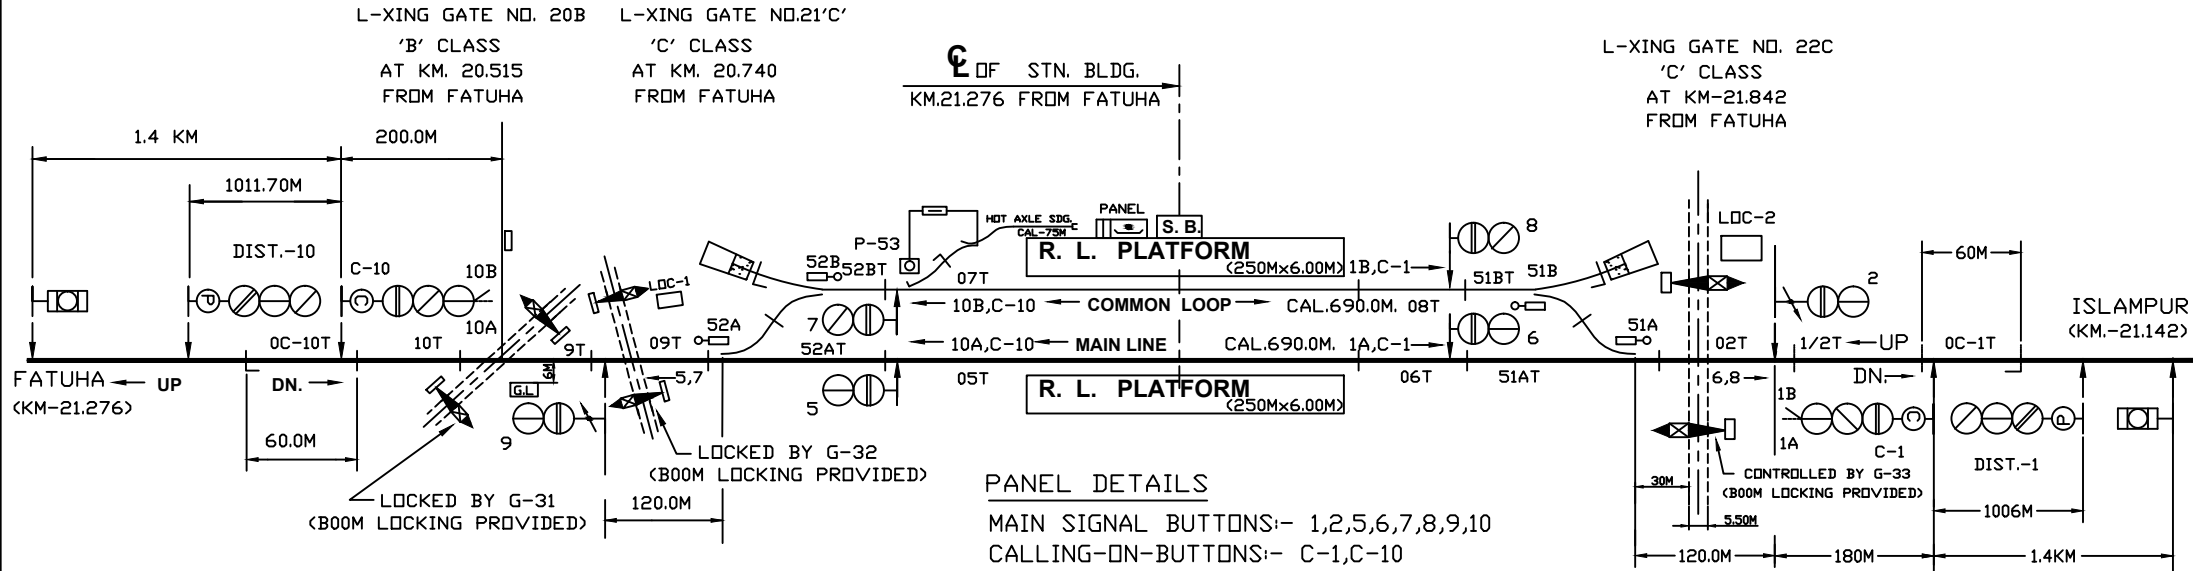 L-XING GATE NO. 20B
'B' CLASS
AT KM. 20.515
FROM FATUHA
L-XING GATE NO.21'C'
'C' CLASS
AT KM. 20.740
FROM FATUHA
℄ OF STN. BLDG.
KM.21.276 FROM FATUHA
L-XING GATE NO. 22C
'C' CLASS
AT KM-21.842
FROM FATUHA
1.4 KM
200.0M
1011.70M
DIST.-10
C-10
10B
10A
P
C
0C-10T
10T
9T
09T
LOC-1
52A
52B
52BT
P-53
07T
HOT AXLE SDG.
CAL-75M
PANEL
S. B.
R. L. PLATFORM
(250M×6.00M)
1B,C-1
8
51BT
51B
LOC-2
60M
2
10B,C-10
COMMON LOOP
CAL.690.0M. 08T
7
52AT
10A,C-10
MAIN LINE
CAL.690.0M. 1A,C-1
6
51A
02T
1/2T
UP
0C-1T
ISLAMPUR
(KM.-21.142)
FATUHA
UP
DN.
(KM-21.276)
G.L
6M
9
5,7
5
05T
R. L. PLATFORM
(250M×6.00M)
06T
51AT
6,8
DN.
1B
1A
C
C-1
P
DIST.-1
60.0M
LOCKED BY G-31
(BOOM LOCKING PROVIDED)
LOCKED BY G-32
(BOOM LOCKING PROVIDED)
120.0M
CONTROLLED BY G-33
(BOOM LOCKING PROVIDED)
30M
5.50M
1006M
120.0M
180M
1.4KM
PANEL DETAILS
MAIN SIGNAL BUTTONS:- 1,2,5,6,7,8,9,10
CALLING-ON-BUTTONS:- C-1,C-10